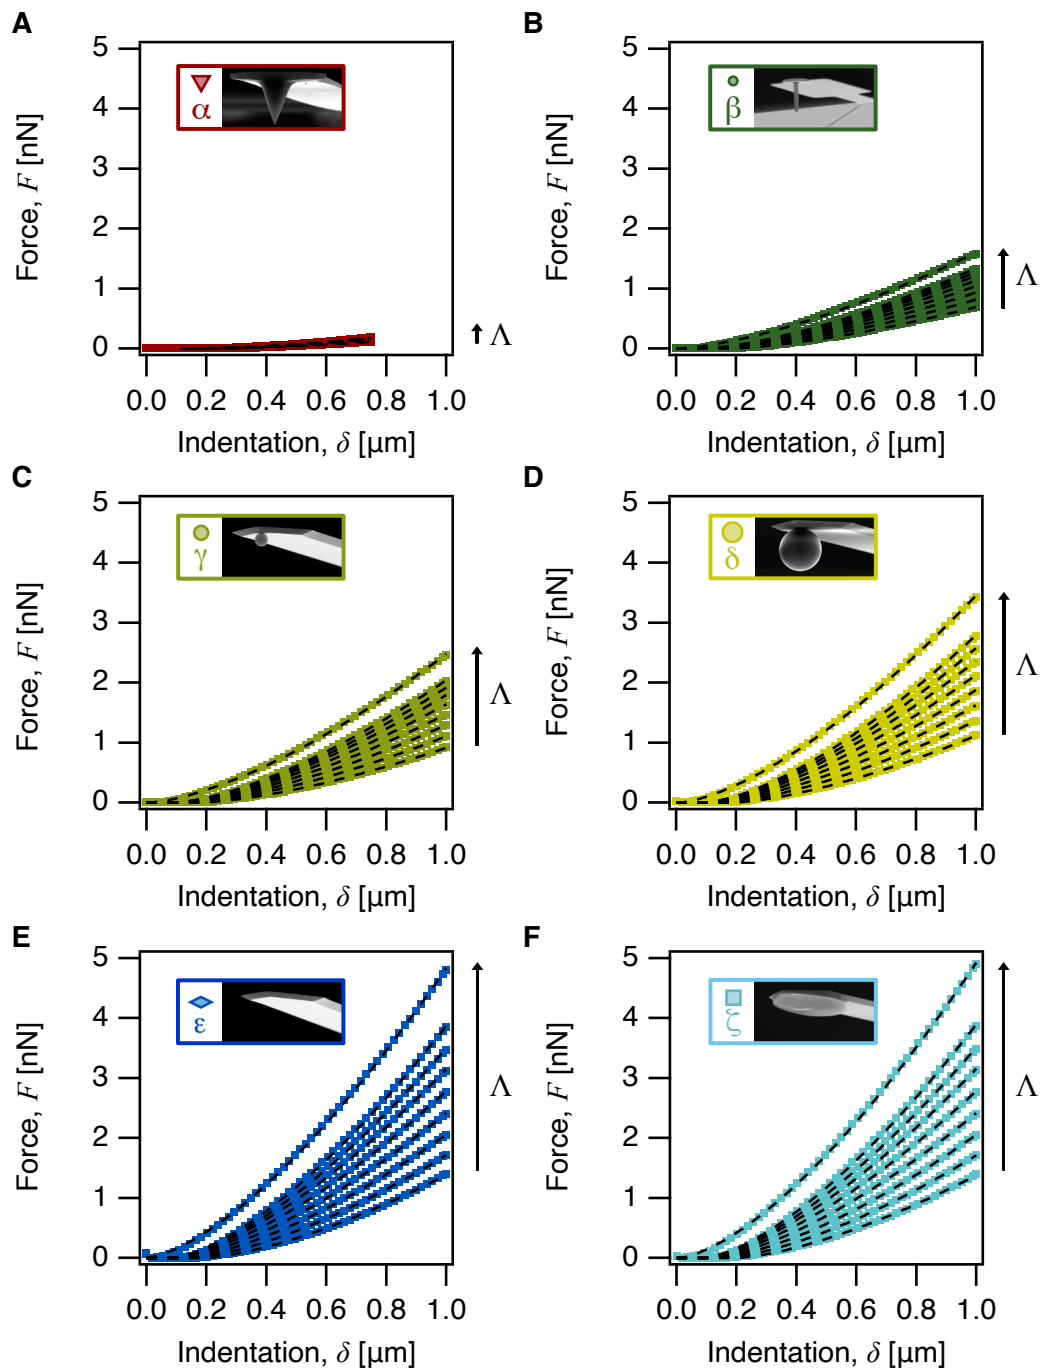 A
5
4
3
2
1
0
Force, F [nN]
α
Λ
0.0 0.2 0.4 0.6 0.8 1.0
Indentation, δ [µm]
B
5
4
3
2
1
0
Force, F [nN]
β
Λ
0.0 0.2 0.4 0.6 0.8 1.0
Indentation, δ [µm]
C
5
4
3
2
1
0
Force, F [nN]
γ
Λ
0.0 0.2 0.4 0.6 0.8 1.0
Indentation, δ [µm]
D
5
4
3
2
1
0
Force, F [nN]
δ
Λ
0.0 0.2 0.4 0.6 0.8 1.0
Indentation, δ [µm]
E
5
4
3
2
1
0
Force, F [nN]
ε
Λ
0.0 0.2 0.4 0.6 0.8 1.0
Indentation, δ [µm]
F
5
4
3
2
1
0
Force, F [nN]
ζ
Λ
0.0 0.2 0.4 0.6 0.8 1.0
Indentation, δ [µm]